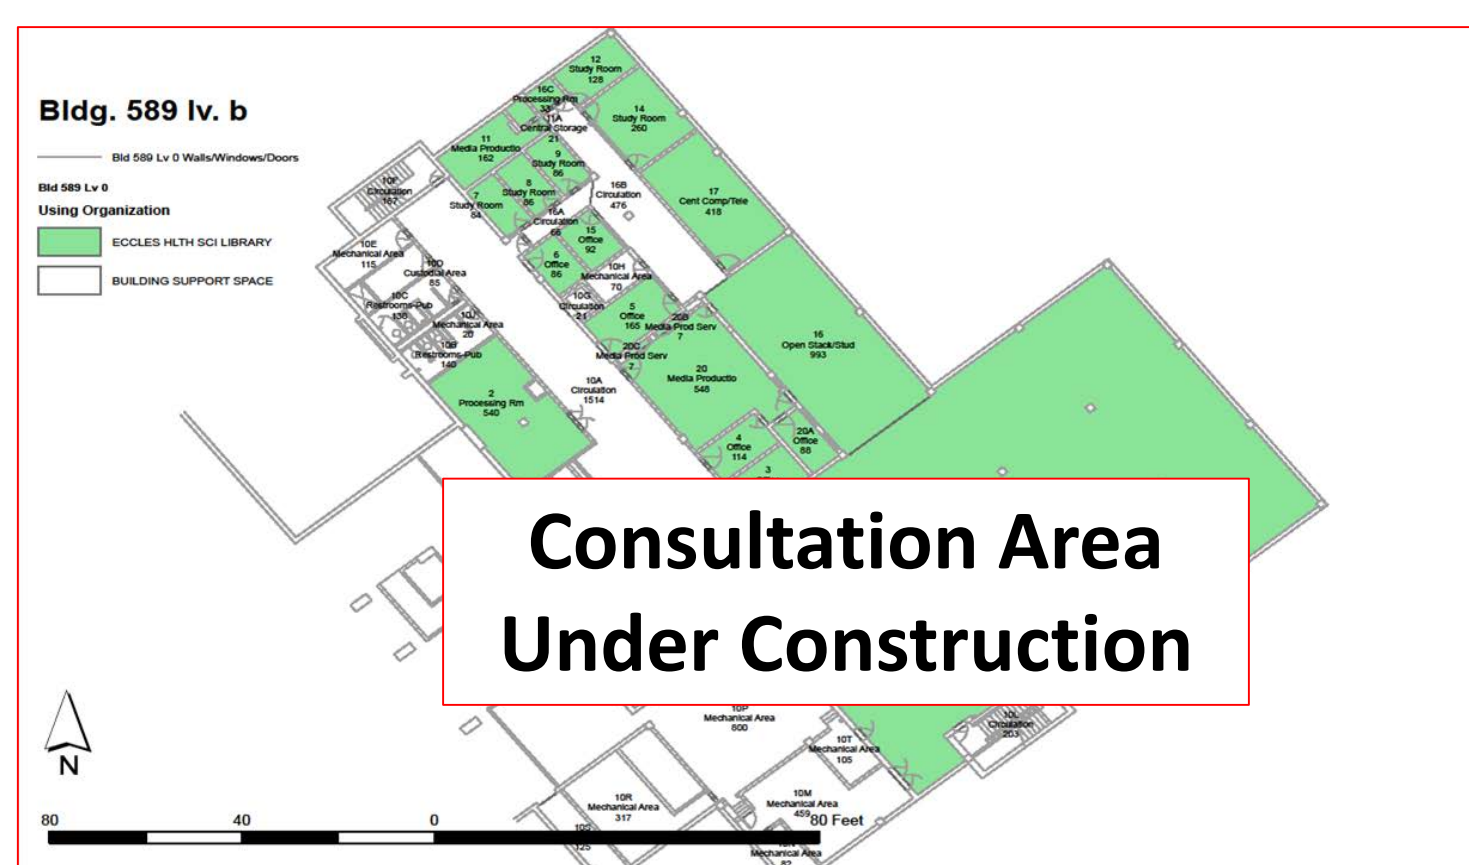 Bldg. 589 lv. b
Bld 589 Lv 0 Walls/Windows/Doors
Bld 589 Lv 0
Using Organization
ECCLES HLTH SCI LIBRARY
BUILDING SUPPORT SPACE
12
Study Room
128
16C
Processing Rm
33
11A
Central Storage
21
14
Study Room
260
11
Media Productio
162
9
Study Room
86
8
Study Room
86
7
Study Room
84
10F
Circulation
167
16B
Circulation
476
17
Cent Comp/Tele
418
16A
Circulation
66
15
Office
92
6
Office
86
10H
Mechanical Area
70
10E
Mechanical Area
115
10D
Custodial Area
85
10C
Restrooms-Pub
138
10J
Mechanical Area
20
10B
Restrooms-Pub
140
10G
Circulation
21
5
Office
165
20B
Media Prod Serv
7
20C
Media Prod Serv
7
16
Open Stack/Stud
993
20
Media Productio
548
10A
Circulation
1514
2
Processing Rm
540
4
Office
114
20A
Office
88
3
Consultation Area
Under Construction
10P
Mechanical Area
800
10L
Circulation
203
10T
Mechanical Area
105
10M
Mechanical Area
459
10R
Mechanical Area
317
125
Mechanical Area
82
N
80
40
0
80 Feet